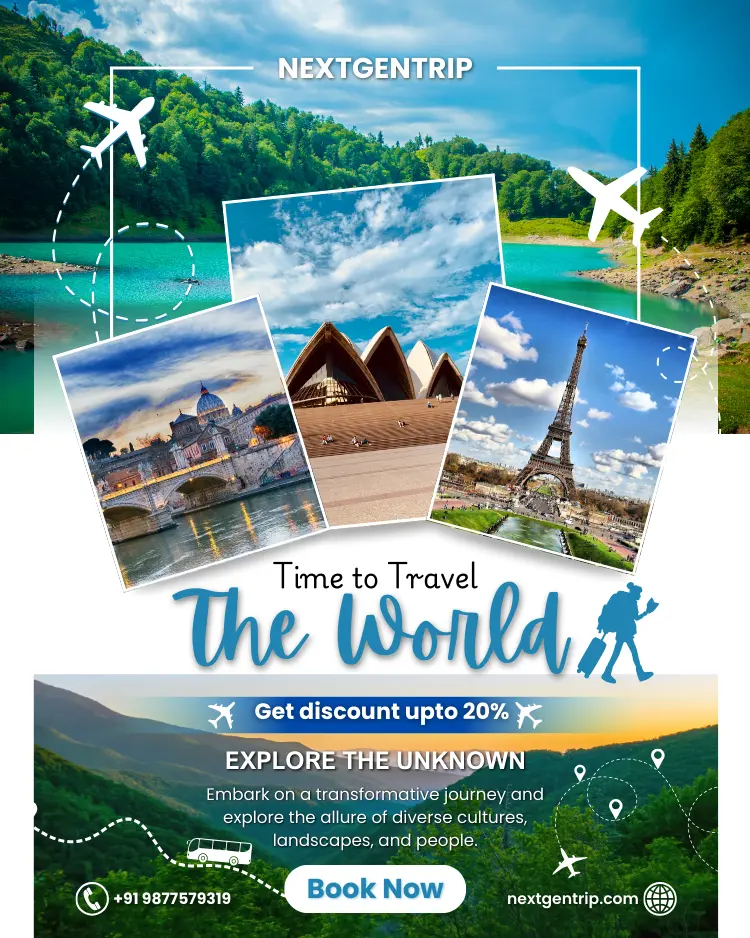 NEXTGENTRIP
Time to Travel
The World
Get discount upto 20%
EXPLORE THE UNKNOWN
Embark on a transformative journey and
explore the allure of diverse cultures,
landscapes, and people.
Book Now
+91 9877579319
nextgentrip.com